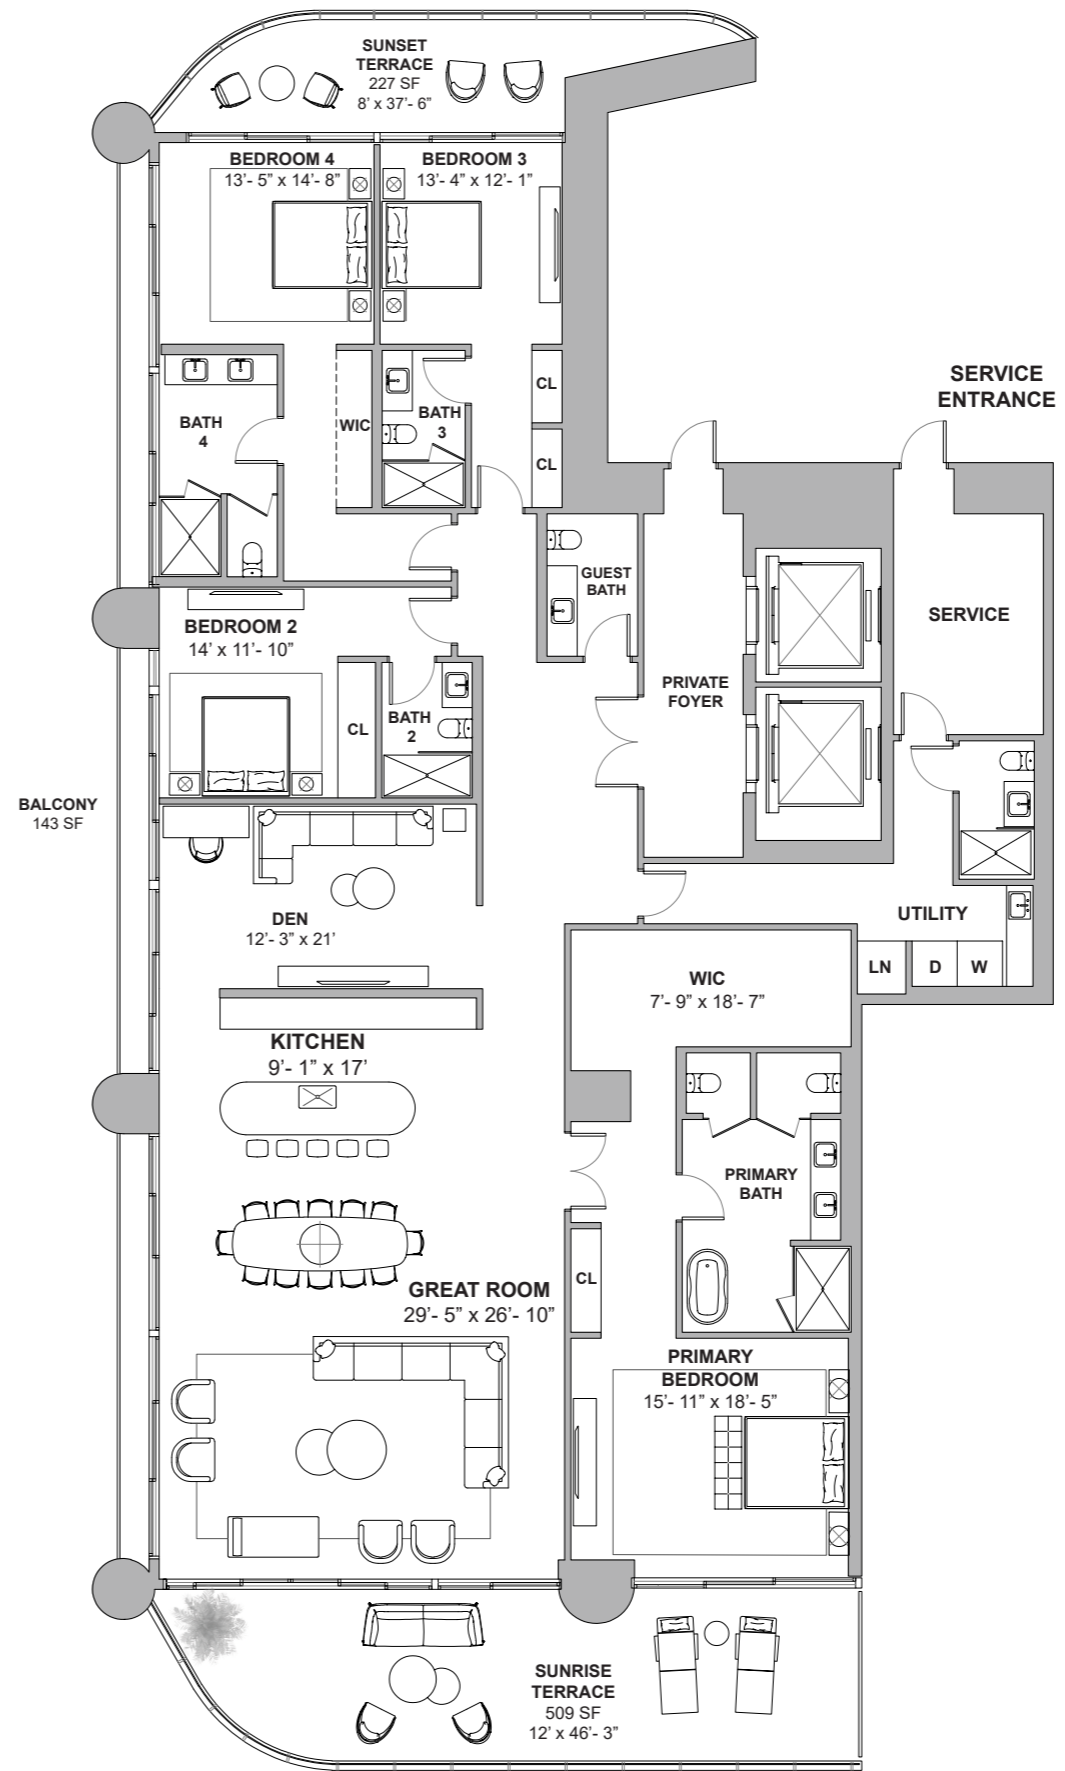 SUNSET
TERRACE
227 SF
8’ x 37’- 6”
BEDROOM 4
13’- 5” x 14’- 8”
BEDROOM 3
13’- 4” x 12’- 1”
SERVICE
ENTRANCE
CL
BATH
4
WIC
BATH
3
CL
GUEST
BATH
SERVICE
BEDROOM 2
14’ x 11’- 10”
PRIVATE
FOYER
CL
BATH
2
BALCONY
143 SF
DEN
12’- 3” x 21’
UTILITY
LN
D
W
WIC
7’- 9” x 18’- 7”
KITCHEN
9’- 1” x 17’
PRIMARY
BATH
CL
GREAT ROOM
29’- 5” x 26’- 10”
PRIMARY
BEDROOM
15’- 11” x 18’- 5”
SUNRISE
TERRACE
509 SF
12’ x 46’- 3”